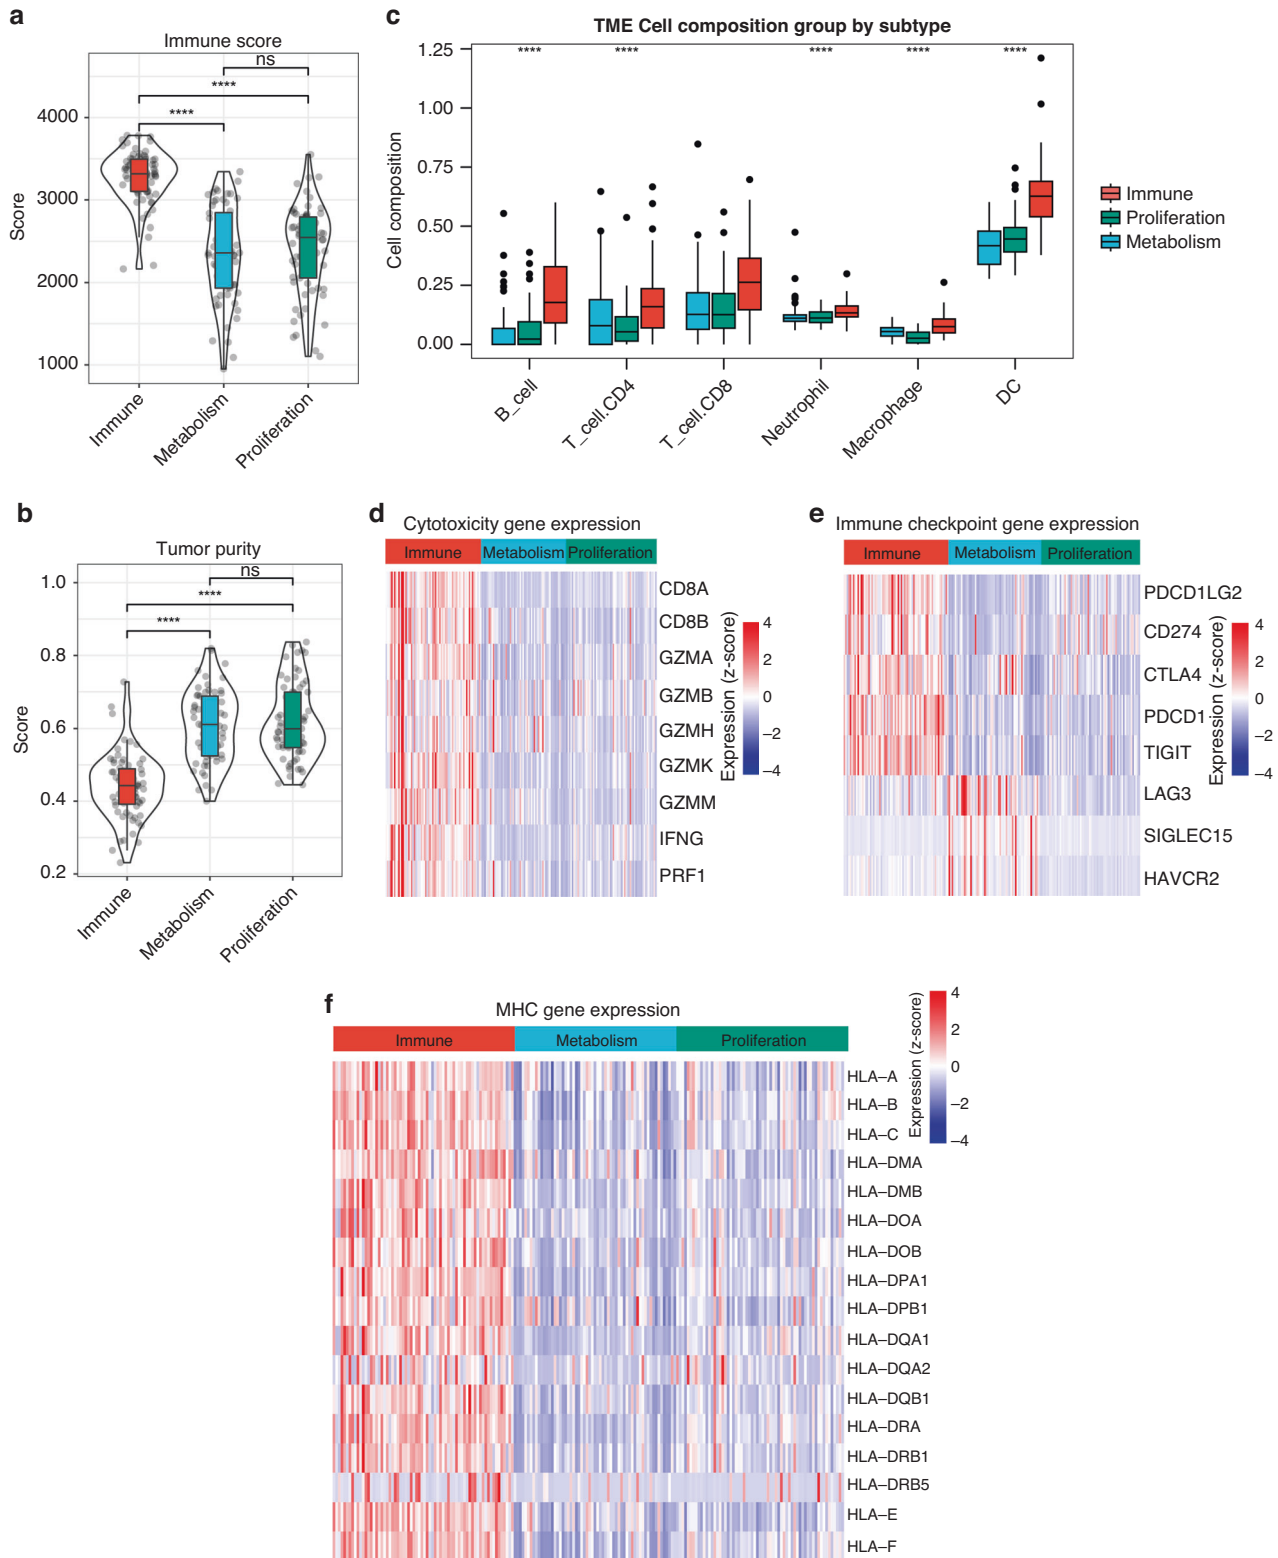 a
Immune score
ns
****
****
4000
3000
2000
1000
Score
Immune
Metabolism
Proliferation
c
TME Cell composition group by subtype
****
****
****
****
****
1.25
1.00
0.75
0.50
0.25
0.00
Cell composition
B_cell
T_cell.CD4
T_cell.CD8
Neutrophil
Macrophage
DC
Immune
Proliferation
Metabolism
b
Tumor purity
ns
****
****
1.0
0.8
0.6
0.4
0.2
Score
Immune
Metabolism
Proliferation
d
Cytotoxicity gene expression
Immune
Metabolism
Proliferation
CD8A
CD8B
GZMA
GZMB
GZMH
GZMK
GZMM
IFNG
PRF1
Expression (z-score)
4
2
0
−2
−4
e
Immune checkpoint gene expression
Immune
Metabolism
Proliferation
PDCD1LG2
CD274
CTLA4
PDCD1
TIGIT
LAG3
SIGLEC15
HAVCR2
Expression (z-score)
4
2
0
−2
−4
f
MHC gene expression
Immune
Metabolism
Proliferation
HLA−A
HLA−B
HLA−C
HLA−DMA
HLA−DMB
HLA−DOA
HLA−DOB
HLA−DPA1
HLA−DPB1
HLA−DQA1
HLA−DQA2
HLA−DQB1
HLA−DRA
HLA−DRB1
HLA−DRB5
HLA−E
HLA−F
Expression (z-score)
4
2
0
−2
−4